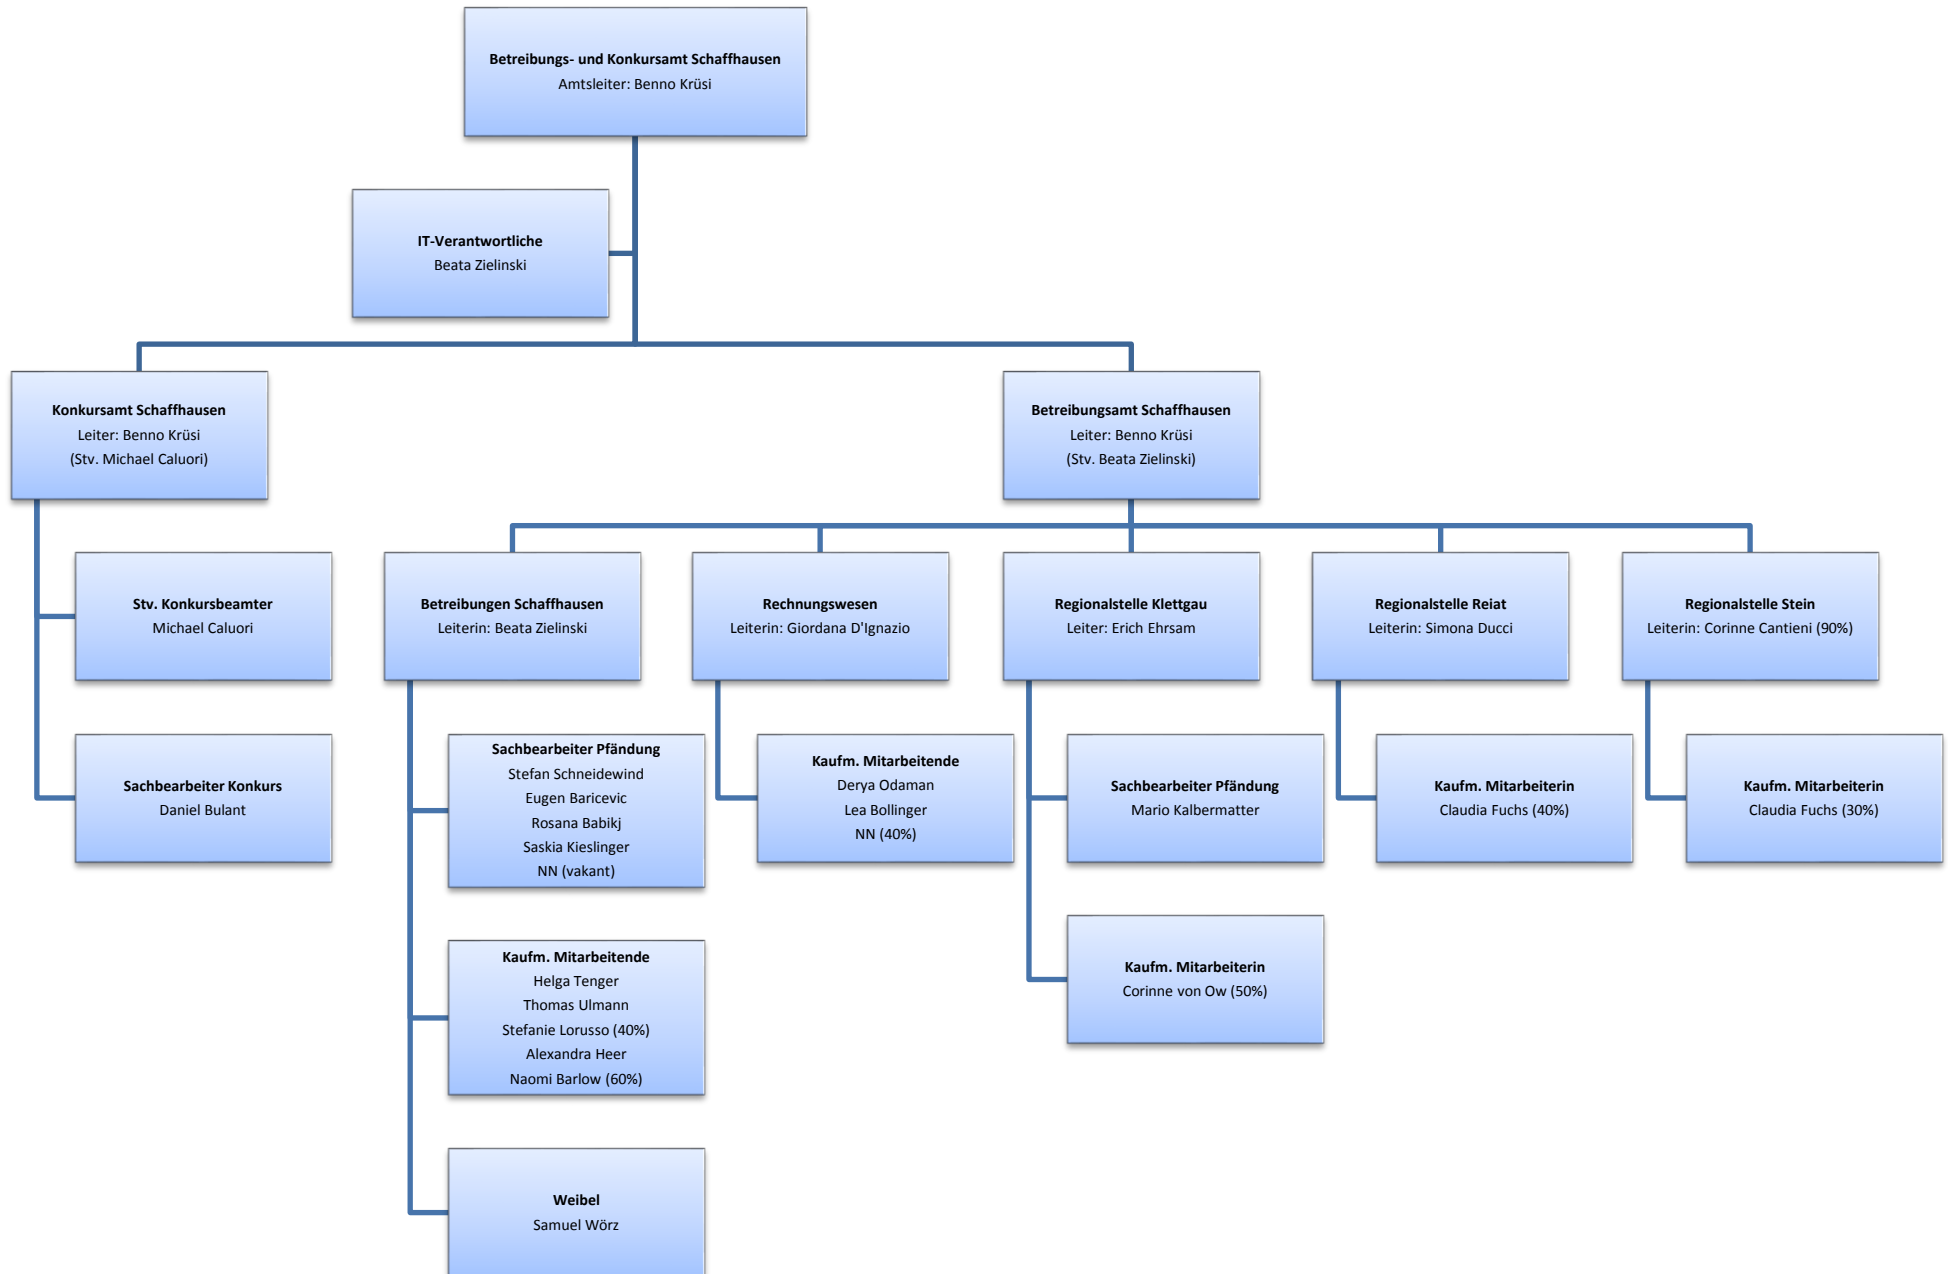 Betreibungs- und Konkursamt Schaffhausen
Amtsleiter: Benno Krüsi
IT-Verantwortliche
Beata Zielinski
Konkursamt Schaffhausen
Leiter: Benno Krüsi
(Stv. Michael Caluori)
Betreibungsamt Schaffhausen
Leiter: Benno Krüsi
(Stv. Beata Zielinski)
Stv. Konkursbeamter
Michael Caluori
Sachbearbeiter Konkurs
Daniel Bulant
Betreibungen Schaffhausen
Leiterin: Beata Zielinski
Sachbearbeiter Pfändung
Stefan Schneidewind
Eugen Baricevic
Rosana Babikj
Saskia Kieslinger
NN (vakant)
Kaufm. Mitarbeitende
Helga Tenger
Thomas Ulmann
Stefanie Lorusso (40%)
Alexandra Heer
Naomi Barlow (60%)
Weibel
Samuel Wörz
Rechnungswesen
Leiterin: Giordana D'Ignazio
Kaufm. Mitarbeitende
Derya Odaman
Lea Bollinger
NN (40%)
Regionalstelle Klettgau
Leiter: Erich Ehrsam
Sachbearbeiter Pfändung
Mario Kalbermatter
Kaufm. Mitarbeiterin
Corinne von Ow (50%)
Regionalstelle Reiat
Leiterin: Simona Ducci
Kaufm. Mitarbeiterin
Claudia Fuchs (40%)
Regionalstelle Stein
Leiterin: Corinne Cantieni (90%)
Kaufm. Mitarbeiterin
Claudia Fuchs (30%)